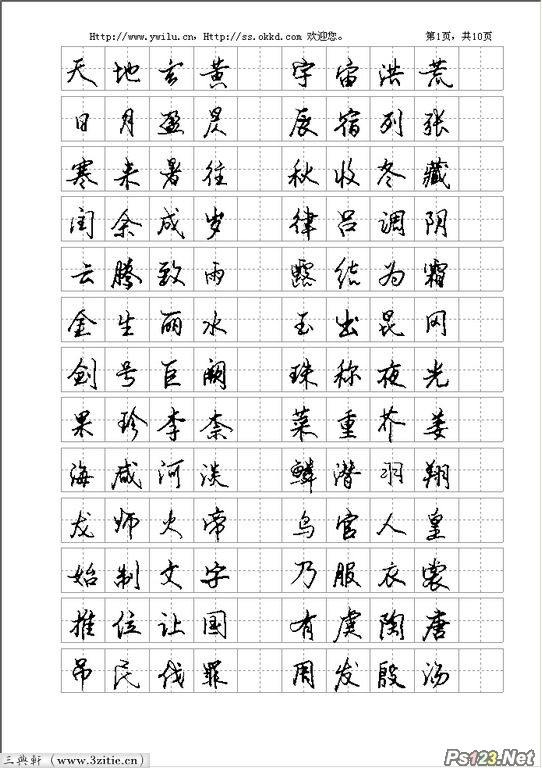 Http://www.ywilu.cn, Http://ss.okkd.com 欢迎您。 第1页，共10页
天地玄黄 宇宙洪荒
日月盈昃 辰宿列张
寒来暑往 秋收冬藏
闰余成岁 律吕调阴
云腾致雨 露结为霜
金生丽水 玉出昆冈
剑号巨阙 珠称夜光
果珍李柰 菜重芥姜
海咸河淡 鳞潜羽翔
龙师火帝 鸟官人皇
始制文字 乃服衣裳
推位让国 有虞陶唐
吊民伐罪 周发殷汤
三典轩 (www.3zitie.cn)
Ps123.Net